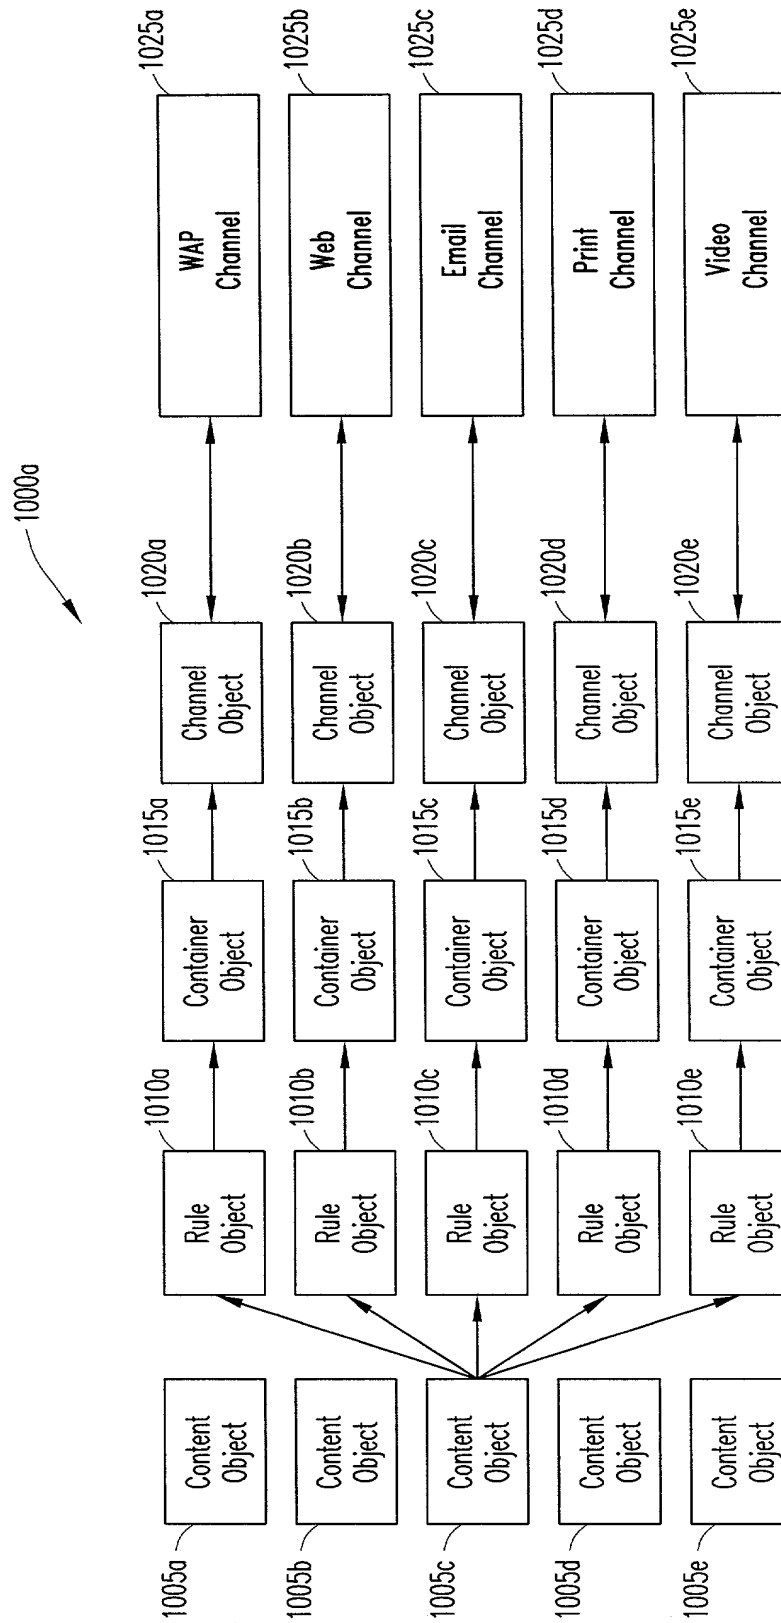 1000a
1005a
Content
Object
1010a
Rule
Object
1015a
Container
Object
1020a
Channel
Object
1025a
WAP
Channel
1005b
Content
Object
1010b
Rule
Object
1015b
Container
Object
1020b
Channel
Object
1025b
Web
Channel
1005c
Content
Object
1010c
Rule
Object
1015c
Container
Object
1020c
Channel
Object
1025c
Email
Channel
1005d
Content
Object
1010d
Rule
Object
1015d
Container
Object
1020d
Channel
Object
1025d
Print
Channel
1005e
Content
Object
1010e
Rule
Object
1015e
Container
Object
1020e
Channel
Object
1025e
Video
Channel